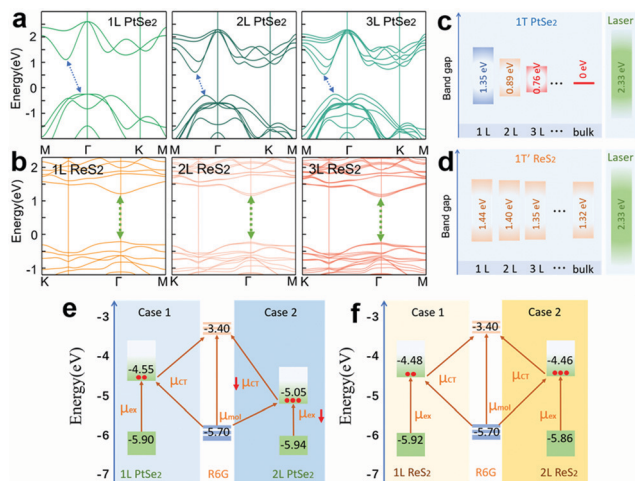 a
1L PtSe2
2L PtSe2
3L PtSe2
Energy(eV)
2
1
0
-1
M Γ K M
M Γ K M
M Γ K M
b
1L ReS2
2L ReS2
3L ReS2
Energy(eV)
2
1
0
-1
K Γ M
K Γ M
K Γ M
c
1T PtSe2
Laser
Band gap
1.35 eV
0.89 eV
0.76 eV
...
0 eV
2.33 eV
1 L 2 L 3 L ... bulk
d
1T' ReS2
Laser
Band gap
1.44 eV
1.40 eV
1.35 eV
...
1.32 eV
2.33 eV
1 L 2 L 3 L ... bulk
e
Energy(eV)
-3
-4
-5
-6
-7
Case 1
Case 2
-3.40
-4.55
μCT
μCT
-5.05
μex
μmol
μex
-5.70
-5.90
-5.94
1L PtSe2
R6G
2L PtSe2
f
Energy(eV)
Case 1
Case 2
-3.40
-4.48
-4.46
μCT
μCT
μex
μmol
μex
-5.70
-5.92
-5.86
1L ReS2
R6G
2L ReS2